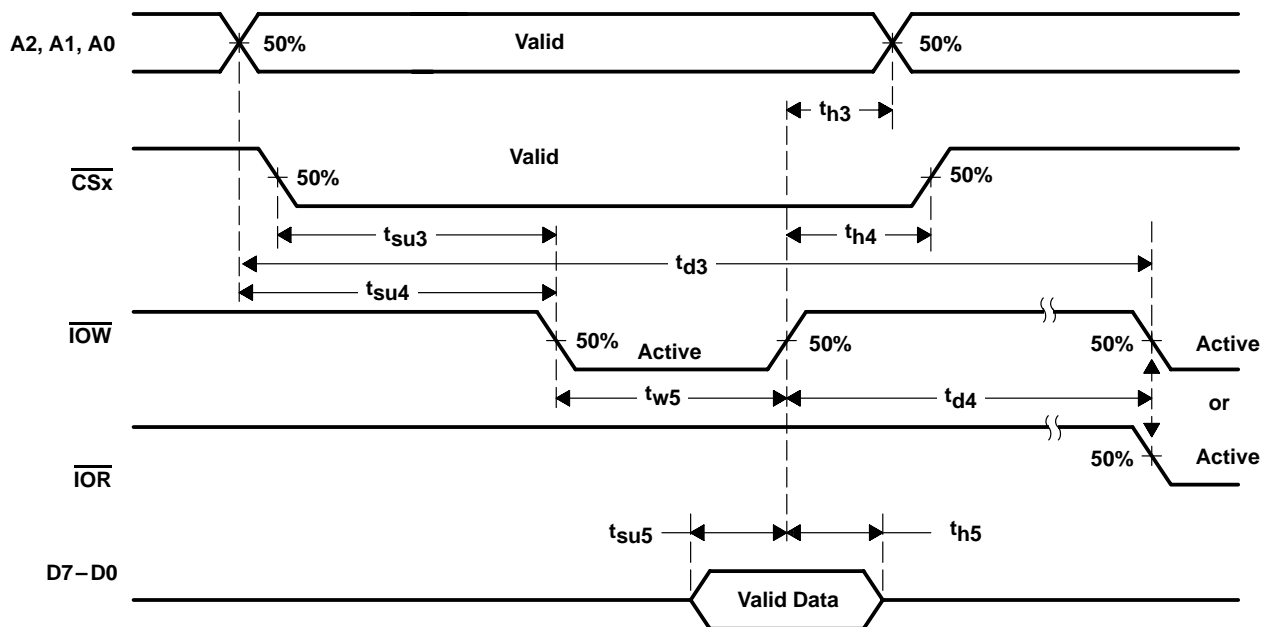 A2, A1, A0
50%
Valid
50%
th3
CSx
50%
Valid
50%
tsu3
th4
td3
tsu4
IOW
50%
Active
50%
50%
Active
tw5
td4
or
IOR
50%
Active
tsu5
th5
D7–D0
Valid Data